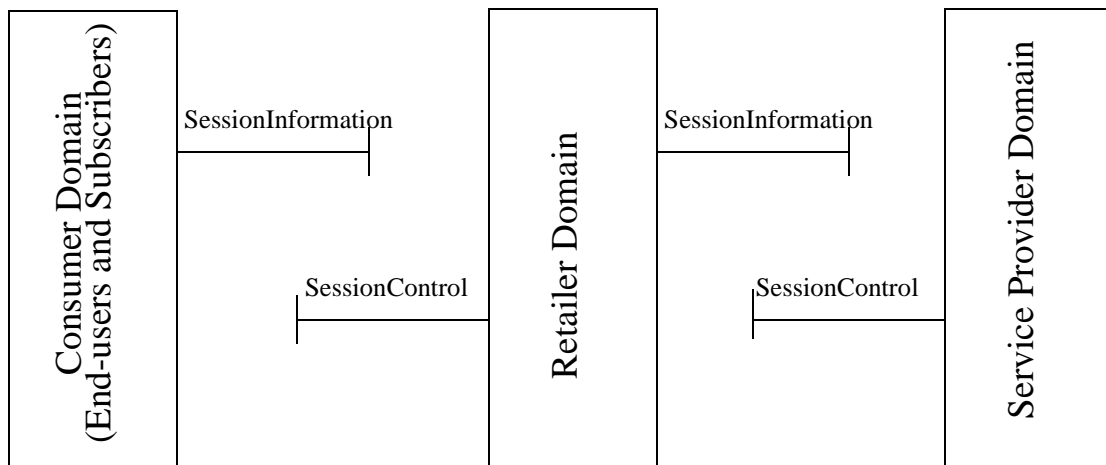 Consumer Domain
(End-users and Subscribers)
SessionInformation
SessionControl
Retailer Domain
SessionInformation
SessionControl
Service Provider Domain